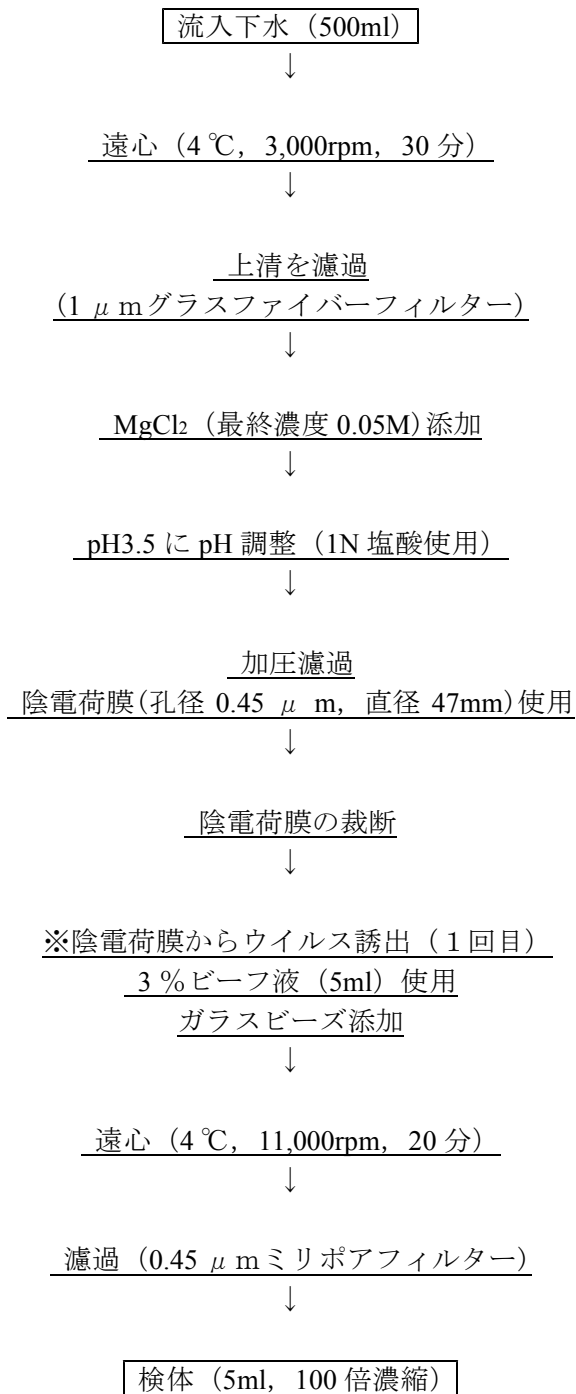 流入下水（500ml）
↓
遠心（4 ℃，3,000rpm，30 分）
↓
上清を濾過
(1 μｍグラスファイバーフィルター)
↓
MgCl₂（最終濃度 0.05M）添加
↓
pH3.5 に pH 調整（1N 塩酸使用）
↓
加圧濾過
陰電荷膜(孔径 0.45 μ m，直径 47mm)使用
↓
陰電荷膜の裁断
↓
※陰電荷膜からウイルス誘出（１回目）
3 %ビーフ液（5ml）使用
ガラスビーズ添加
↓
遠心（4 ℃，11,000rpm，20 分）
↓
濾過（0.45 μｍミリポアフィルター）
↓
検体（5ml，100 倍濃縮）